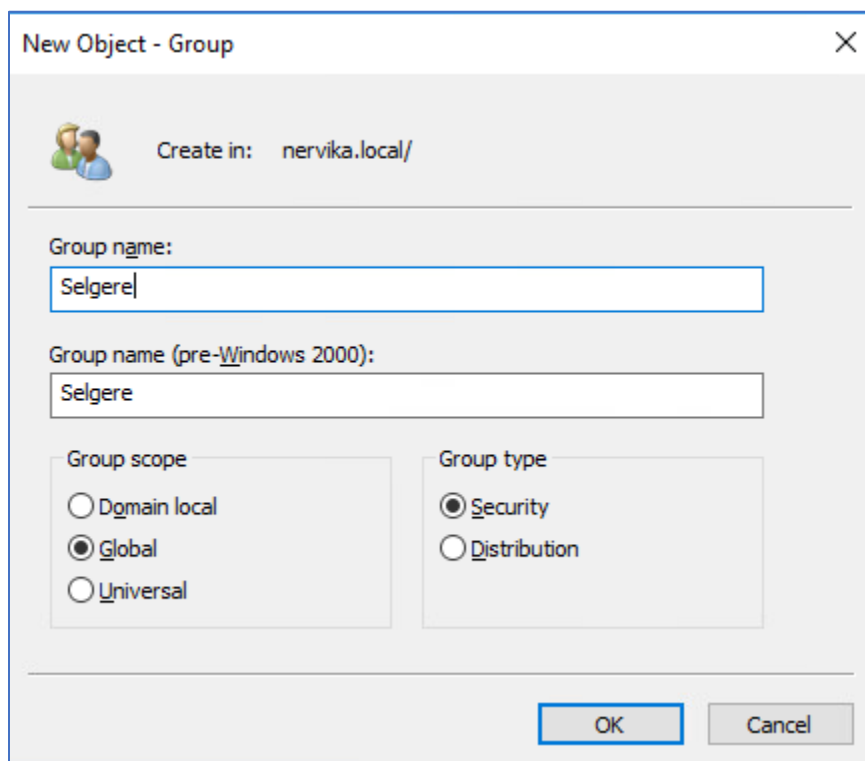 New Object - Group
Create in: nervika.local/
Group name:
Selgere
Group name (pre-Windows 2000):
Selgere
Group scope
Domain local
Global
Universal
Group type
Security
Distribution
OK
Cancel